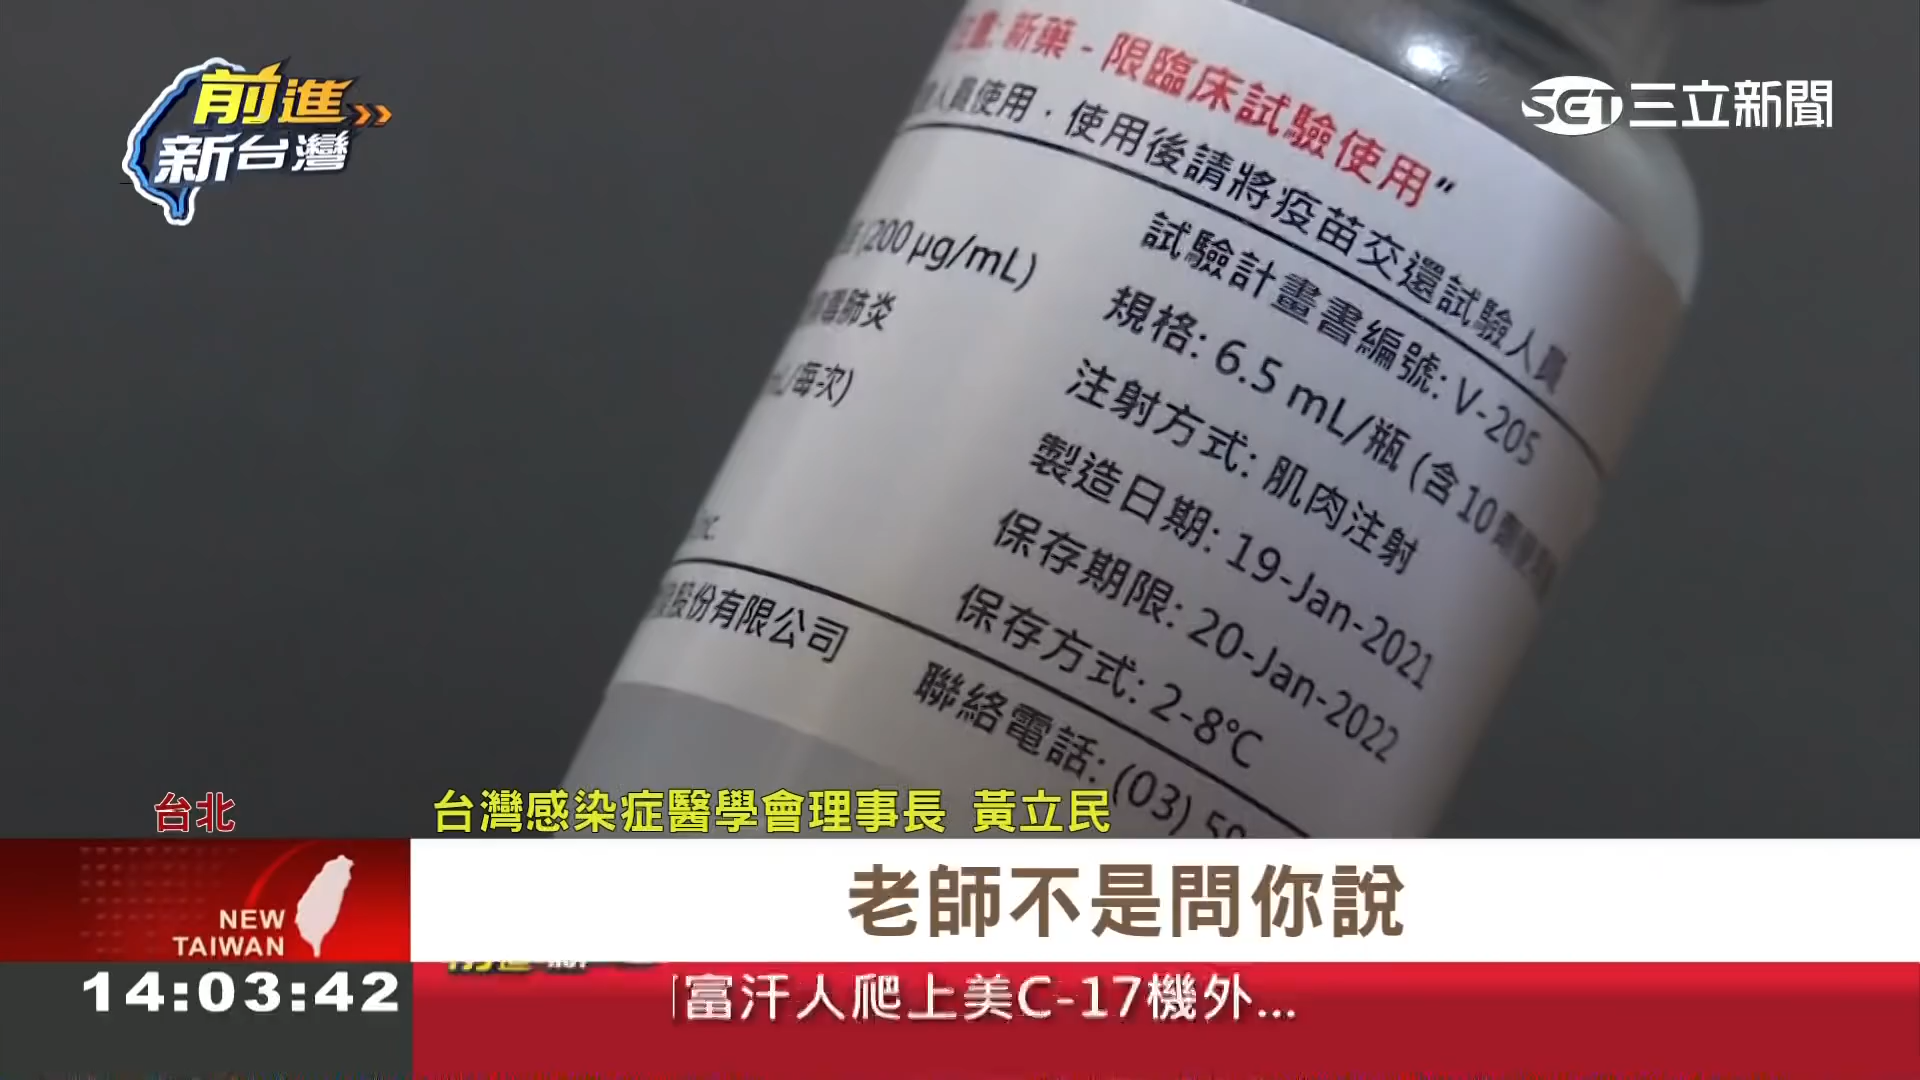 前進
新台灣
SET三立新聞
新藥 - 限臨床試驗使用"
人員使用．使用後請將疫苗交還試驗人員
試驗計畫書編號: V-205
(200 μg/mL)
規格: 6.5 mL/瓶 (含 10
肺炎
注射方式: 肌肉注射
/每次)
製造日期: 19-Jan-2021
保存期限: 20-Jan-2022
保存方式: 2-8℃
股份有限公司
聯絡電話: (03)
台北
台灣感染症醫學會理事長 黃立民
老師不是問你說
NEW
TAIWAN
14:03:42
富汗人爬上美C-17機外...